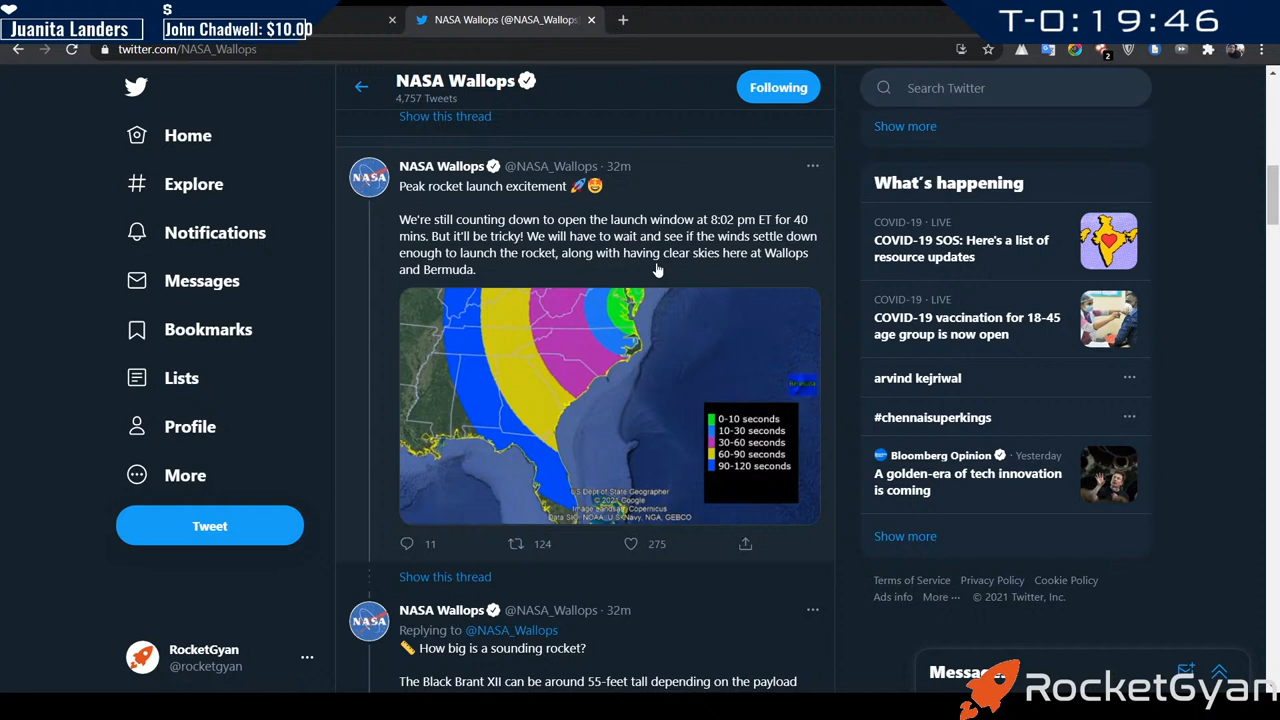 Juanita Landers
$
John Chadwell: $10.00
NASA Wallops (@NASA_Wallops)
T-0:19:46
twitter.com/NASA_Wallops
2
NASA Wallops
4,757 Tweets
Following
Search Twitter
Show this thread
Show more
Home
Explore
Notifications
Messages
Bookmarks
Lists
Profile
More
Tweet
RocketGyan
@rocketgyan
NASA
NASA Wallops @NASA_Wallops · 32m
Peak rocket launch excitement 🚀🤩
We're still counting down to open the launch window at 8:02 pm ET for 40
mins. But it'll be tricky! We will have to wait and see if the winds settle down
enough to launch the rocket, along with having clear skies here at Wallops
and Bermuda.
0-10 seconds
10-30 seconds
30-60 seconds
60-90 seconds
90-120 seconds
US Dept of State Geographer
© 2021 Google
Image Landsat / Copernicus
Data SIO, NOAA, U.S. Navy, NGA, GEBCO
11
124
275
Show this thread
NASA
NASA Wallops @NASA_Wallops · 32m
Replying to @NASA_Wallops
📏 How big is a sounding rocket?
The Black Brant XII can be around 55-feet tall depending on the payload
What's happening
COVID-19 · LIVE
COVID-19 SOS: Here's a list of
resource updates
COVID-19 · LIVE
COVID-19 vaccination for 18-45
age group is now open
arvind kejriwal
#chennaisuperkings
Bloomberg Opinion · Yesterday
A golden-era of tech innovation
is coming
Show more
Terms of Service Privacy Policy Cookie Policy
Ads info More ··· © 2021 Twitter, Inc.
RocketGyan